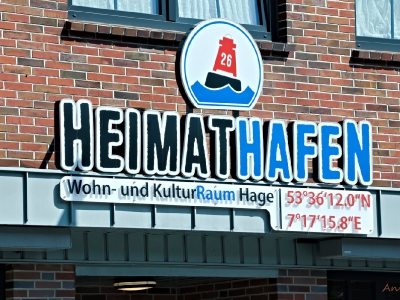 26
HEIMATHAFEN
Wohn- und KulturRaum Hage
53°36'12.0"N
7°17'15.8"E